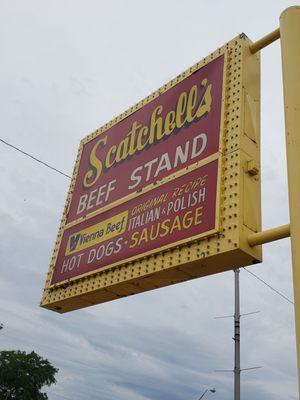 Scatchell's
BEEF STAND
Vienna Beef
HOT DOGS •
ORIGINAL RECIPE
ITALIAN & POLISH
SAUSAGE